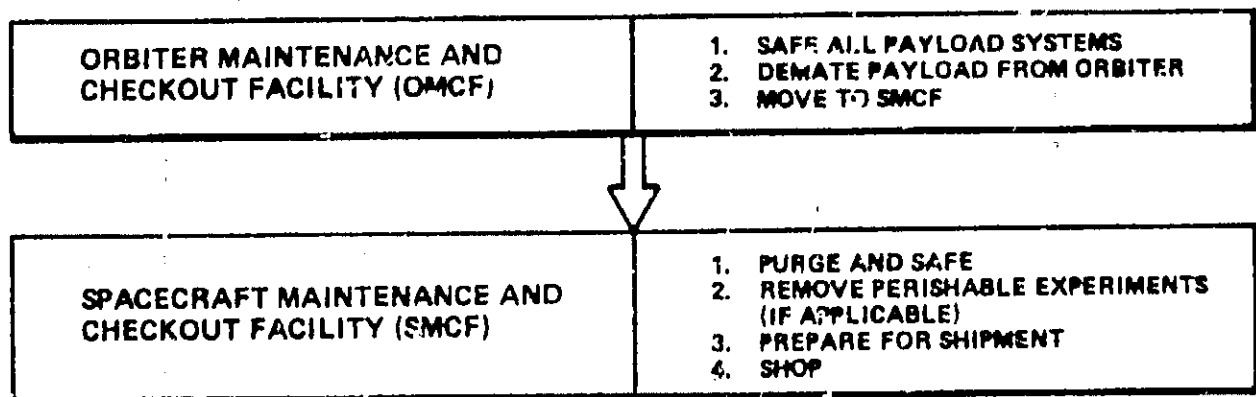 ORBITER MAINTENANCE AND
CHECKOUT FACILITY (OMCF)
1. SAFE ALL PAYLOAD SYSTEMS
2. DEMATE PAYLOAD FROM ORBITER
3. MOVE TO SMCF
SPACECRAFT MAINTENANCE AND
CHECKOUT FACILITY (SMCF)
1. PURGE AND SAFE
2. REMOVE PERISHABLE EXPERIMENTS
(IF APPLICABLE)
3. PREPARE FOR SHIPMENT
4. SHOP